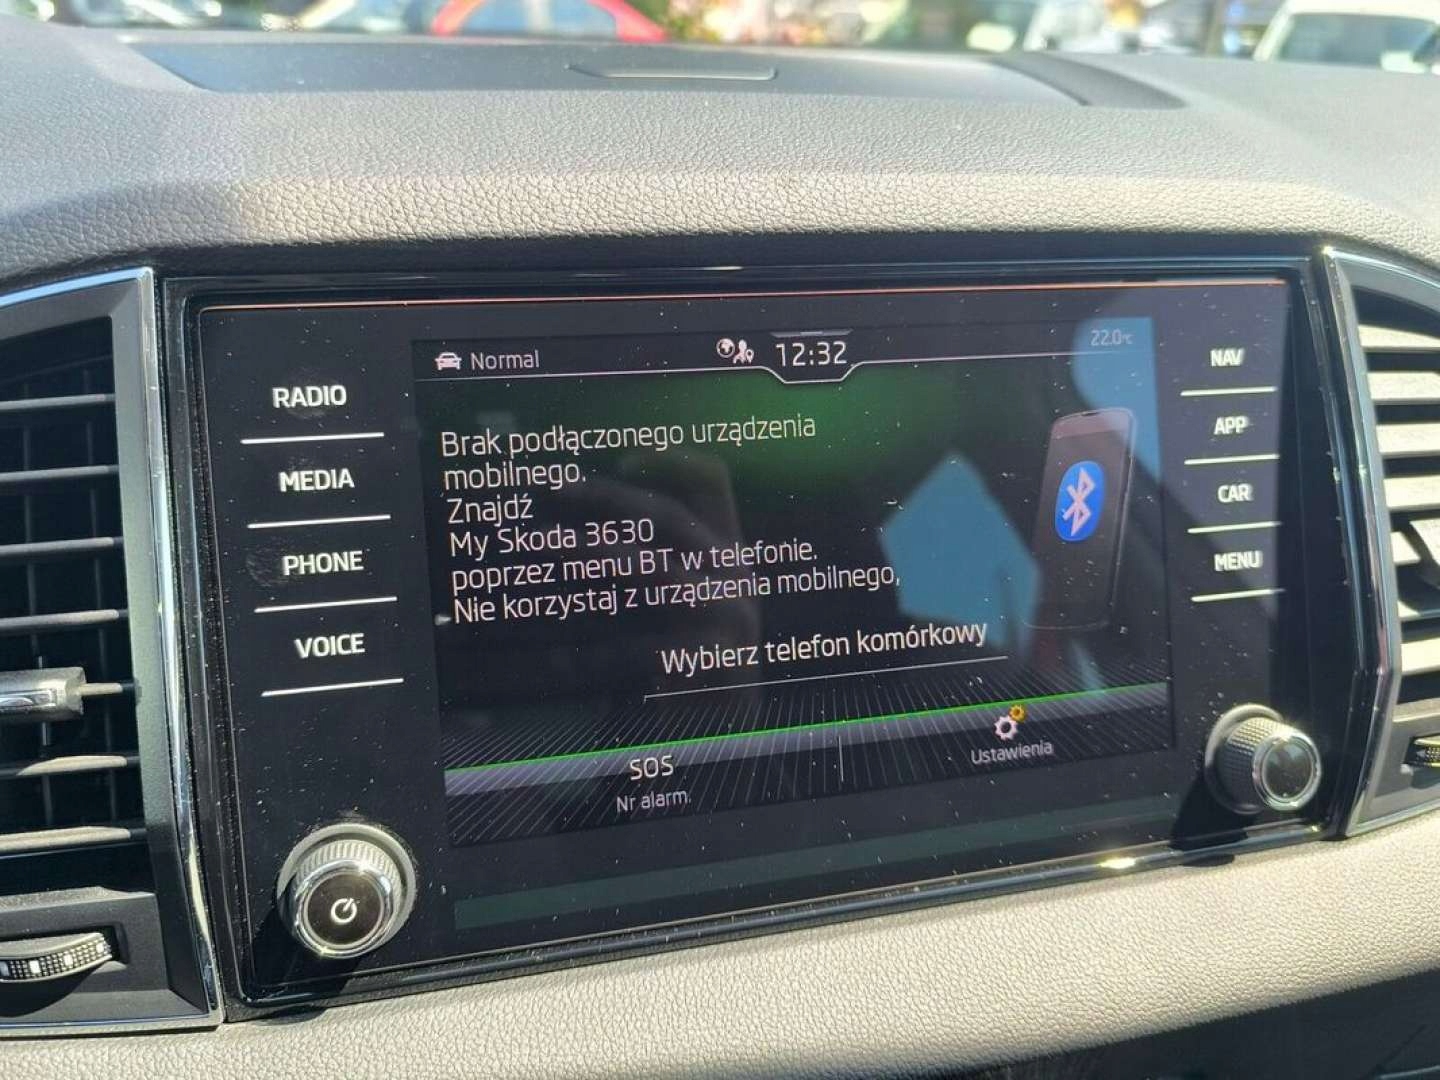 Normal
12:32
22.0°C
RADIO
MEDIA
PHONE
VOICE
Brak podłączonego urządzenia
mobilnego.
Znajdź
My Skoda 3630
poprzez menu BT w telefonie.
Nie korzystaj z urządzenia mobilnego,
Wybierz telefon komórkowy
SOS
Nr alarm.
Ustawienia
NAV
APP
CAR
MENU